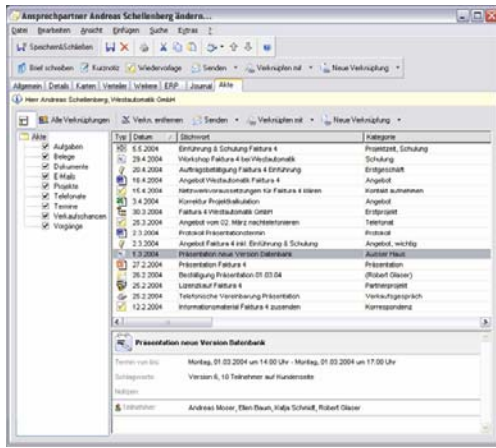 Ansprechpartner Andreas Schellenberg ändern...
Datei Bearbeiten Ansicht Einfügen Suche Extras ?
Speichern&Schließen
Brief schreiben Kurznotiz Wiedervorlage Senden Verknüpfen mit Neue Verknüpfung
Allgemein Details Karten Verteiler Weitere ERP Journal Akte
Herr Andreas Schellenberg, Westautomatik GmbH
Alle Verknüpfungen Verkn. entfernen Senden Verknüpfen mit Neue Verknüpfung
Akte
Aufgaben
Belege
Dokumente
E-Mails
Projekte
Telefonate
Termine
Verkaufschancen
Vorgänge
Typ Datum Stichwort Kategorie
5.5.2004 Einführung & Schulung Faktura 4 Projektzeit, Schulung
29.4.2004 Workshop Faktura 4 bei Westautomatik Schulung
20.4.2004 Auftragsbestätigung Faktura 4 Einführung Erstgeschäft
16.4.2004 Angebot Westautomatik Faktura 4 Angebot
15.4.2004 Netzwerkvoraussetzungen für Faktura 4 klären Kontakt aufnehmen
3.4.2004 Korrektur Projektkalkulation Angebot
30.3.2004 Faktura 4 Westautomatik GmbH Erstprojekt
25.3.2004 Angebot vom 02. März nachtelefonieren Telefonat
2.3.2004 Protokoll Präsentationstermin Protokoll
2.3.2004 Angebot Faktura 4 inkl. Einführung & Schulung Angebot, wichtig
1.3.2004 Präsentation neue Version Datenbank Ausser Haus
27.2.2004 Präsentation Faktura 4 Präsentation
26.2.2004 Bestätigung Präsentation 01.03.04 (Robert Glaser)
25.2.2004 Lizenzkauf Faktura 4 Partnerprojekt
25.2.2004 Telefonische Vereinbarung Präsentation Verkaufsgespräch
12.2.2004 Informationsmaterial Faktura 4 zusenden Korrespondenz
Präsentation neue Version Datenbank
Termin von bis: Montag, 01.03.2004 um 14:00 Uhr - Montag, 01.03.2004 um 17:00 Uhr
Schlagworte: Version 6, 10 Teilnehmer auf Kundenseite
Notizen:
Teilnehmer: Andreas Moser, Ellen Baum, Katja Schmidt, Robert Glaser